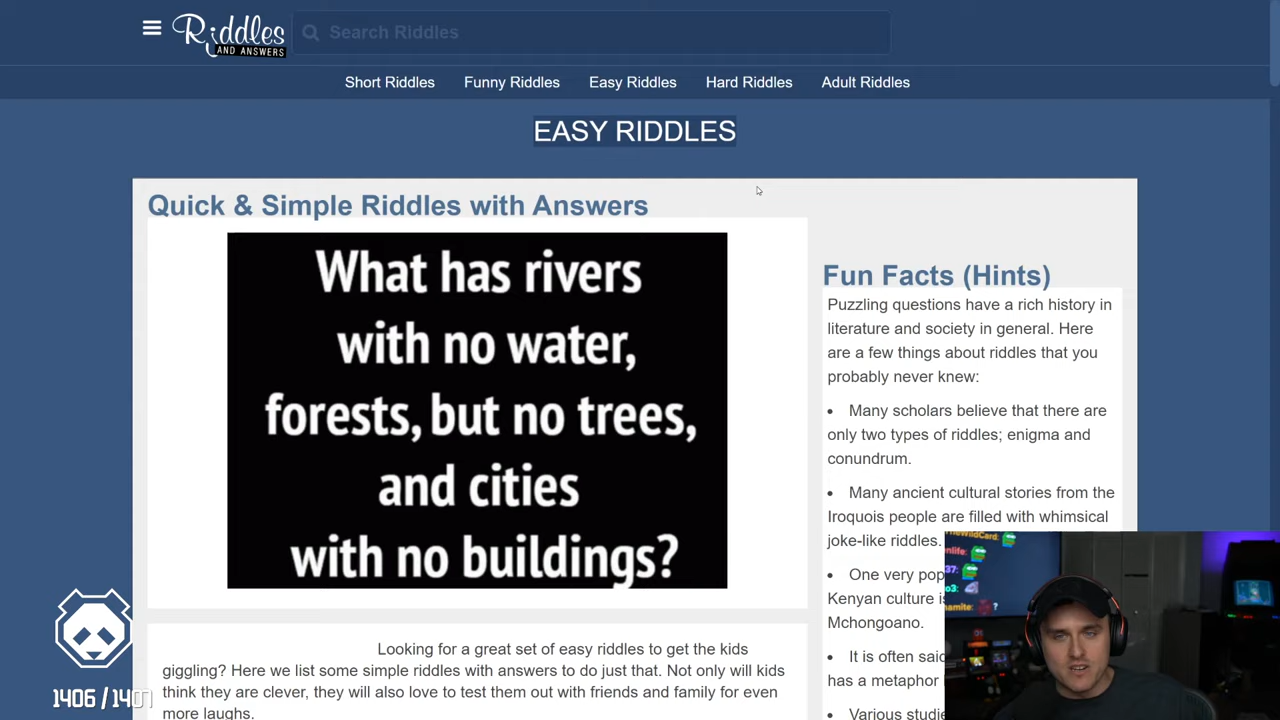 Riddles
AND ANSWERS
Search Riddles
Short Riddles
Funny Riddles
Easy Riddles
Hard Riddles
Adult Riddles
EASY RIDDLES
Quick & Simple Riddles with Answers
What has rivers
with no water,
forests, but no trees,
and cities
with no buildings?
Looking for a great set of easy riddles to get the kids
giggling? Here we list some simple riddles with answers to do just that. Not only will kids
think they are clever, they will also love to test them out with friends and family for even
more laughs.
Fun Facts (Hints)
Puzzling questions have a rich history in
literature and society in general. Here
are a few things about riddles that you
probably never knew:
• Many scholars believe that there are
only two types of riddles; enigma and
conundrum.
• Many ancient cultural stories from the
Iroquois people are filled with whimsical
joke-like riddles.
• One very pop
Kenyan culture i
Mchongoano.
• It is often said
has a metaphor
• Various studie
37:
1406 / 1407